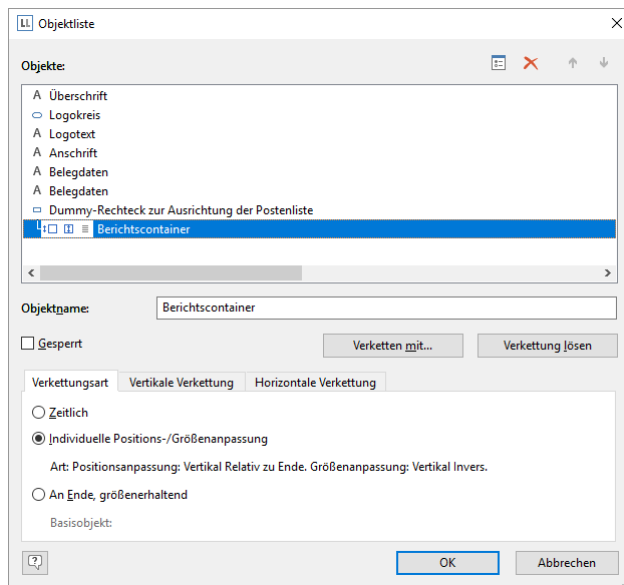 LL Objektliste
Objekte:
A Überschrift
Logokreis
A Logotext
A Anschrift
A Belegdaten
A Belegdaten
Dummy-Rechteck zur Ausrichtung der Postenliste
Berichtscontainer
Objektname: Berichtscontainer
Gesperrt Verketten mit... Verkettung lösen
Verkettungsart Vertikale Verkettung Horizontale Verkettung
Zeitlich
Individuelle Positions-/Größenanpassung
Art: Positionsanpassung: Vertikal Relativ zu Ende. Größenanpassung: Vertikal Invers.
An Ende, größenerhaltend
Basisobjekt:
? OK Abbrechen